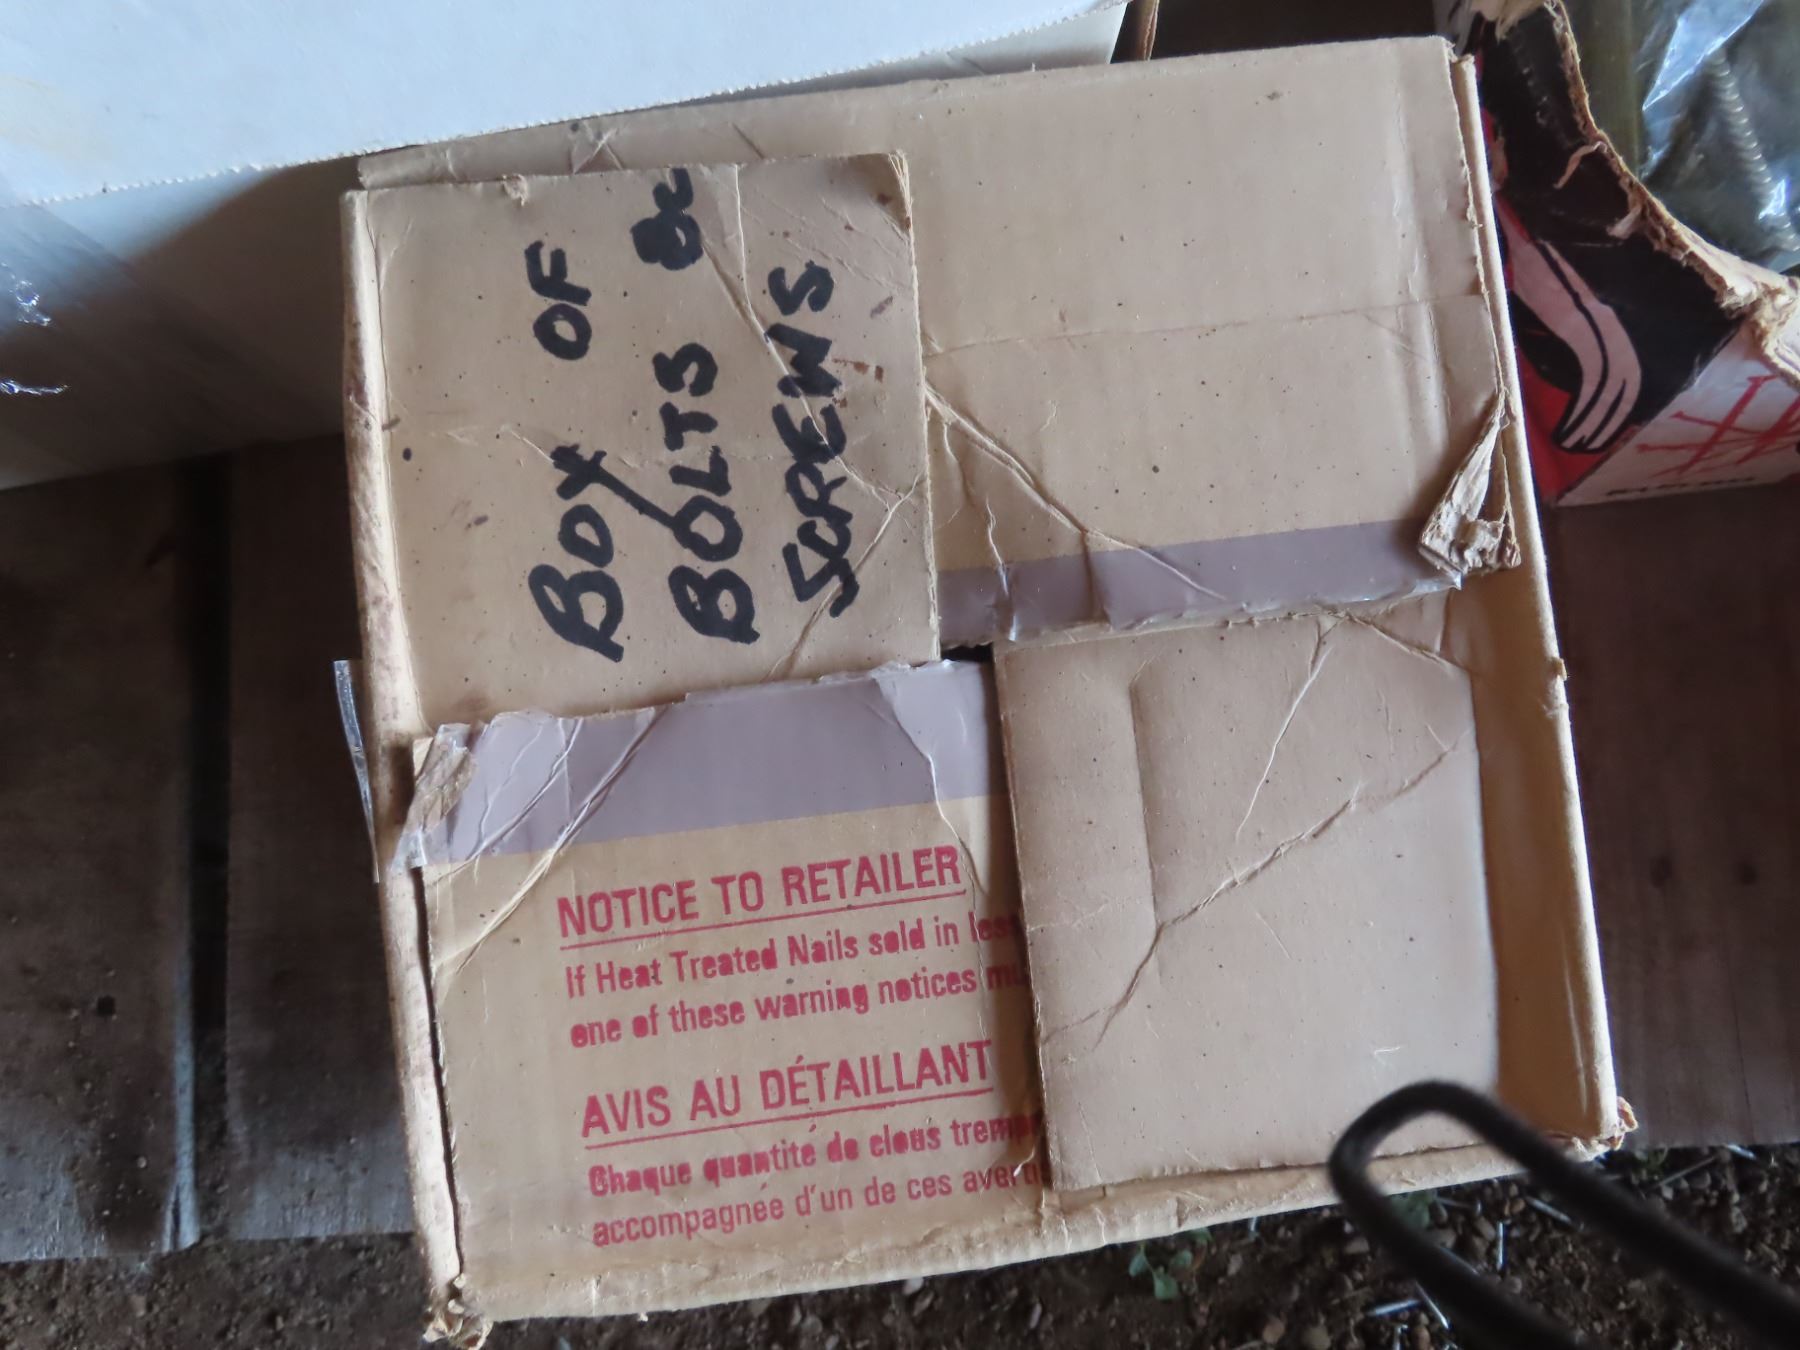 BOX OF
BOLTS &
SCREWS
NOTICE TO RETAILER
If Heat Treated Nails sold in less
one of these warning notices
AVIS AU DÉTAILLANT
Chaque quantité de clous
accompagnée d'un de ces